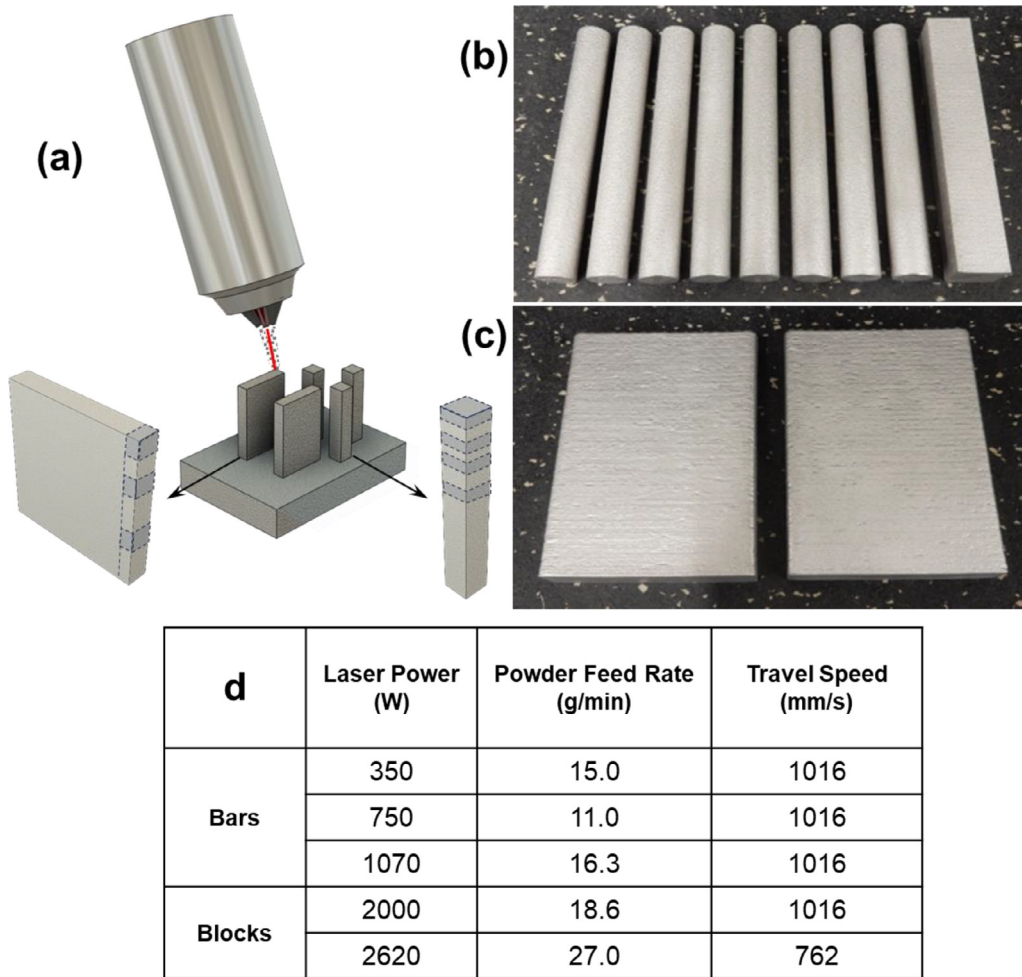 (a)
(b)
(c)
d
Laser Power
(W)
Powder Feed Rate
(g/min)
Travel Speed
(mm/s)
Bars
350
15.0
1016
750
11.0
1016
1070
16.3
1016
Blocks
2000
18.6
1016
2620
27.0
762